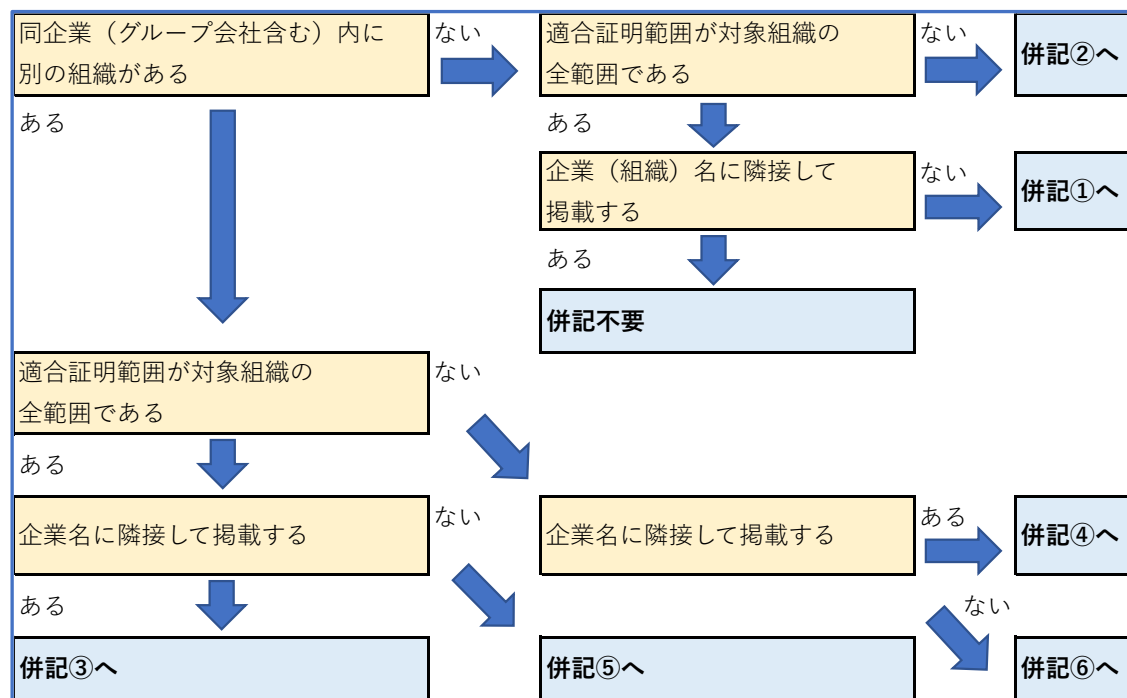 同企業（グループ会社含む）内に
別の組織がある
ない
適合証明範囲が対象組織の
全範囲である
ない
併記②へ
ある
ある
企業（組織）名に隣接して
掲載する
ない
併記①へ
ある
併記不要
適合証明範囲が対象組織の
全範囲である
ない
ある
企業名に隣接して掲載する
ない
企業名に隣接して掲載する
ある
併記④へ
ある
ない
併記③へ
併記⑤へ
併記⑥へ